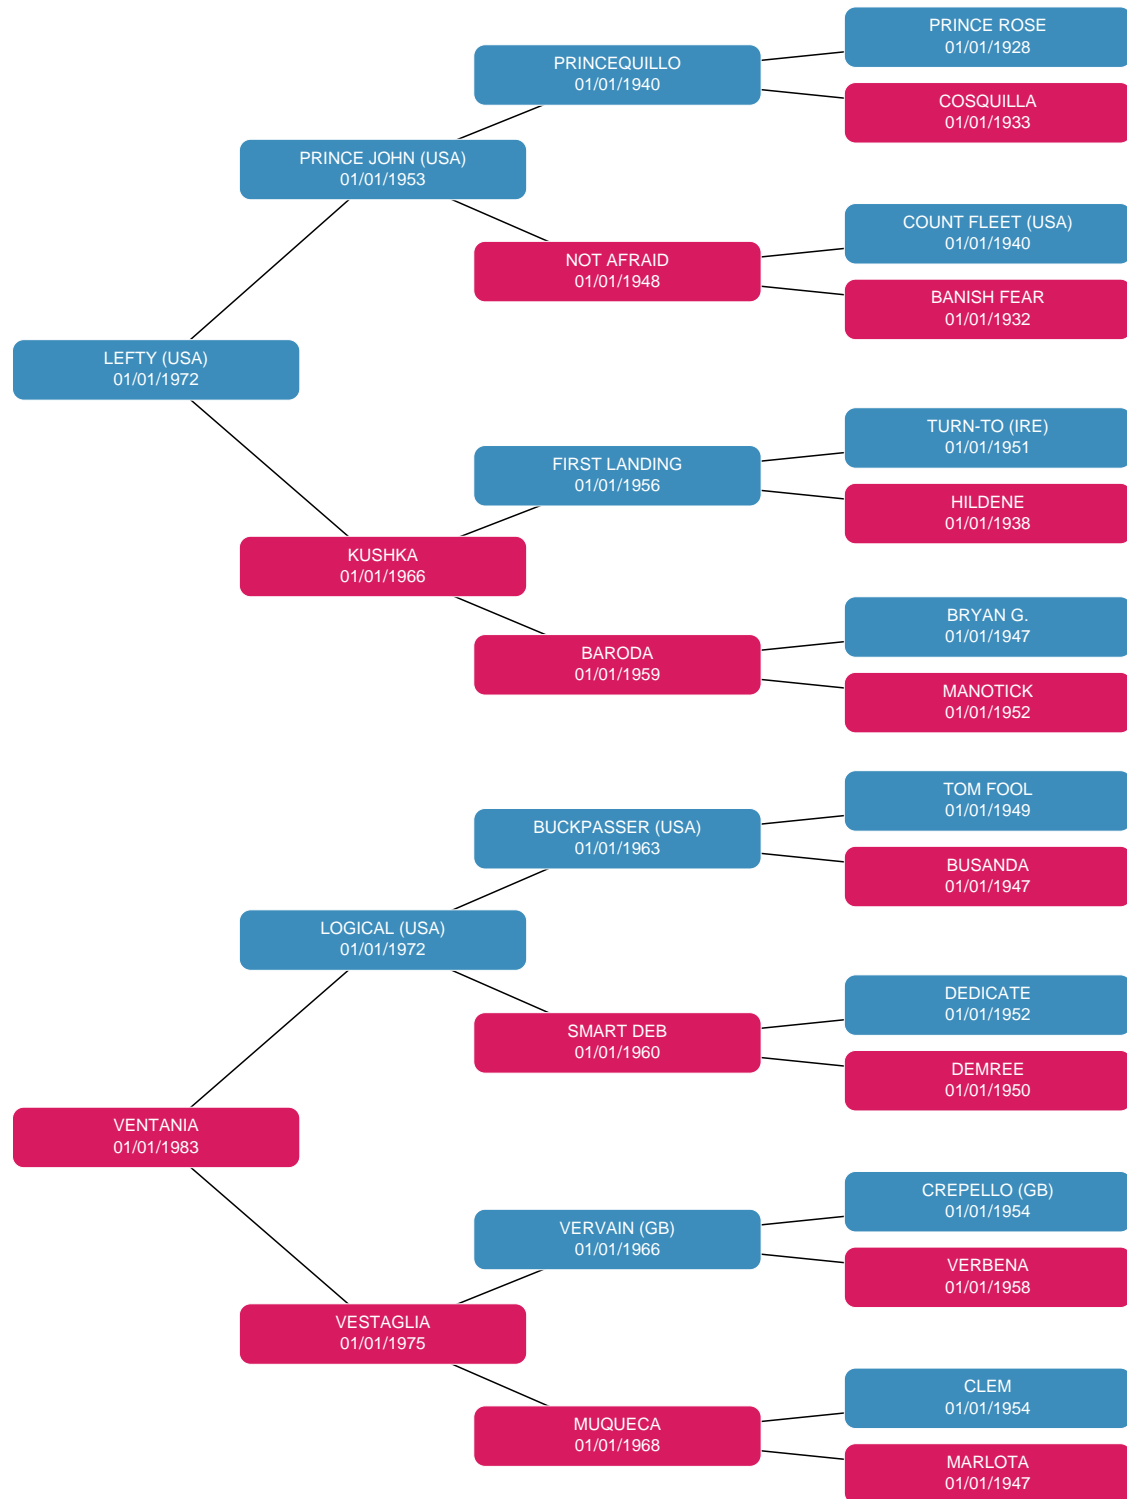 PRINCE ROSE
01/01/1928
PRINCEQUILLO
01/01/1940
COSQUILLA
01/01/1933
PRINCE JOHN (USA)
01/01/1953
COUNT FLEET (USA)
01/01/1940
NOT AFRAID
01/01/1948
BANISH FEAR
01/01/1932
LEFTY (USA)
01/01/1972
TURN-TO (IRE)
01/01/1951
FIRST LANDING
01/01/1956
HILDENE
01/01/1938
KUSHKA
01/01/1966
BRYAN G.
01/01/1947
BARODA
01/01/1959
MANOTICK
01/01/1952
TOM FOOL
01/01/1949
BUCKPASSER (USA)
01/01/1963
BUSANDA
01/01/1947
LOGICAL (USA)
01/01/1972
DEDICATE
01/01/1952
SMART DEB
01/01/1960
DEMREE
01/01/1950
VENTANIA
01/01/1983
CREPELLO (GB)
01/01/1954
VERVAIN (GB)
01/01/1966
VERBENA
01/01/1958
VESTAGLIA
01/01/1975
CLEM
01/01/1954
MUQUECA
01/01/1968
MARLOTA
01/01/1947